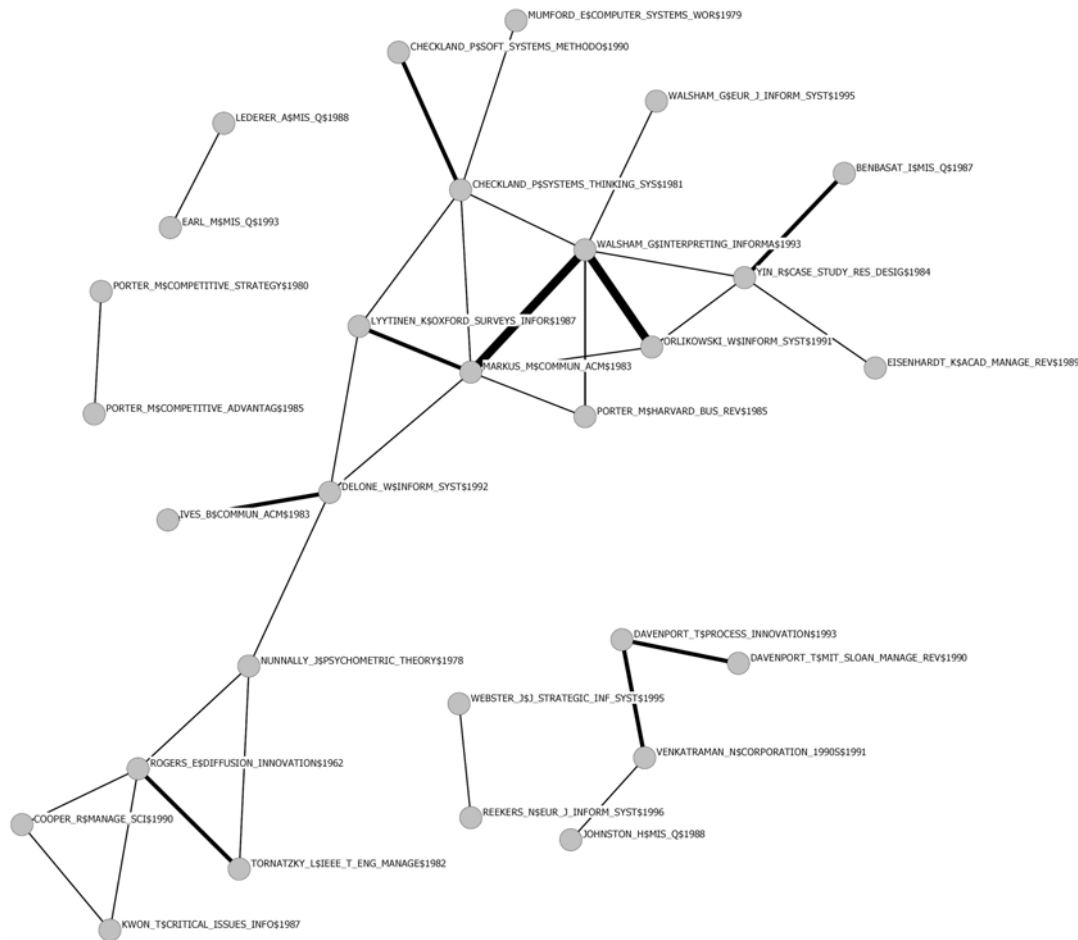 MUMFORD_E$COMPUTER_SYSTEMS_WOR$1979
CHECKLAND_P$SOFT_SYSTEMS_METHODO$1990
WALSHAM_G$EUR_J_INFORM_SYST$1995
LEDERER_A$MIS_Q$1988
BENBASAT_I$MIS_Q$1987
CHECKLAND_P$SYSTEMS_THINKING_SYS$1981
EARL_M$MIS_Q$1993
WALSHAM_G$INTERPRETING_INFORMA$1993
YIN_R$CASE_STUDY_RES_DESIG$1984
PORTER_M$COMPETITIVE_STRATEGY$1980
LYYTINEN_K$OXFORD_SURVEYS_INFOR$1987
ORLIKOWSKI_W$INFORM_SYST$1991
EISENHARDT_K$ACAD_MANAGE_REV$1989
MARKUS_M$COMMUN_ACM$1983
PORTER_M$COMPETITIVE_ADVANTAG$1985
PORTER_M$HARVARD_BUS_REV$1985
DELONE_W$INFORM_SYST$1992
IVES_B$COMMUN_ACM$1983
DAVENPORT_T$PROCESS_INNOVATION$1993
NUNNALLY_J$PSYCHOMETRIC_THEORY$1978
DAVENPORT_T$MIT_SLOAN_MANAGE_REV$1990
WEBSTER_J$J_STRATEGIC_INF_SYST$1995
VENKATRAMAN_N$CORPORATION_1990S$1991
ROGERS_E$DIFFUSION_INNOVATION$1962
REEKERS_N$EUR_J_INFORM_SYST$1996
COOPER_R$MANAGE_SCI$1990
JOHNSTON_H$MIS_Q$1988
TORNATZKY_L$IEEE_T_ENG_MANAGE$1982
KWON_T$CRITICAL_ISSUES_INFO$1987